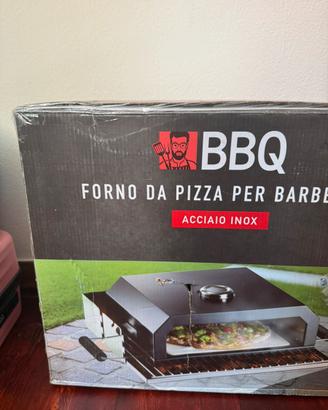 BBQ
FORNO DA PIZZA PER BARBE
ACCIAIO INOX